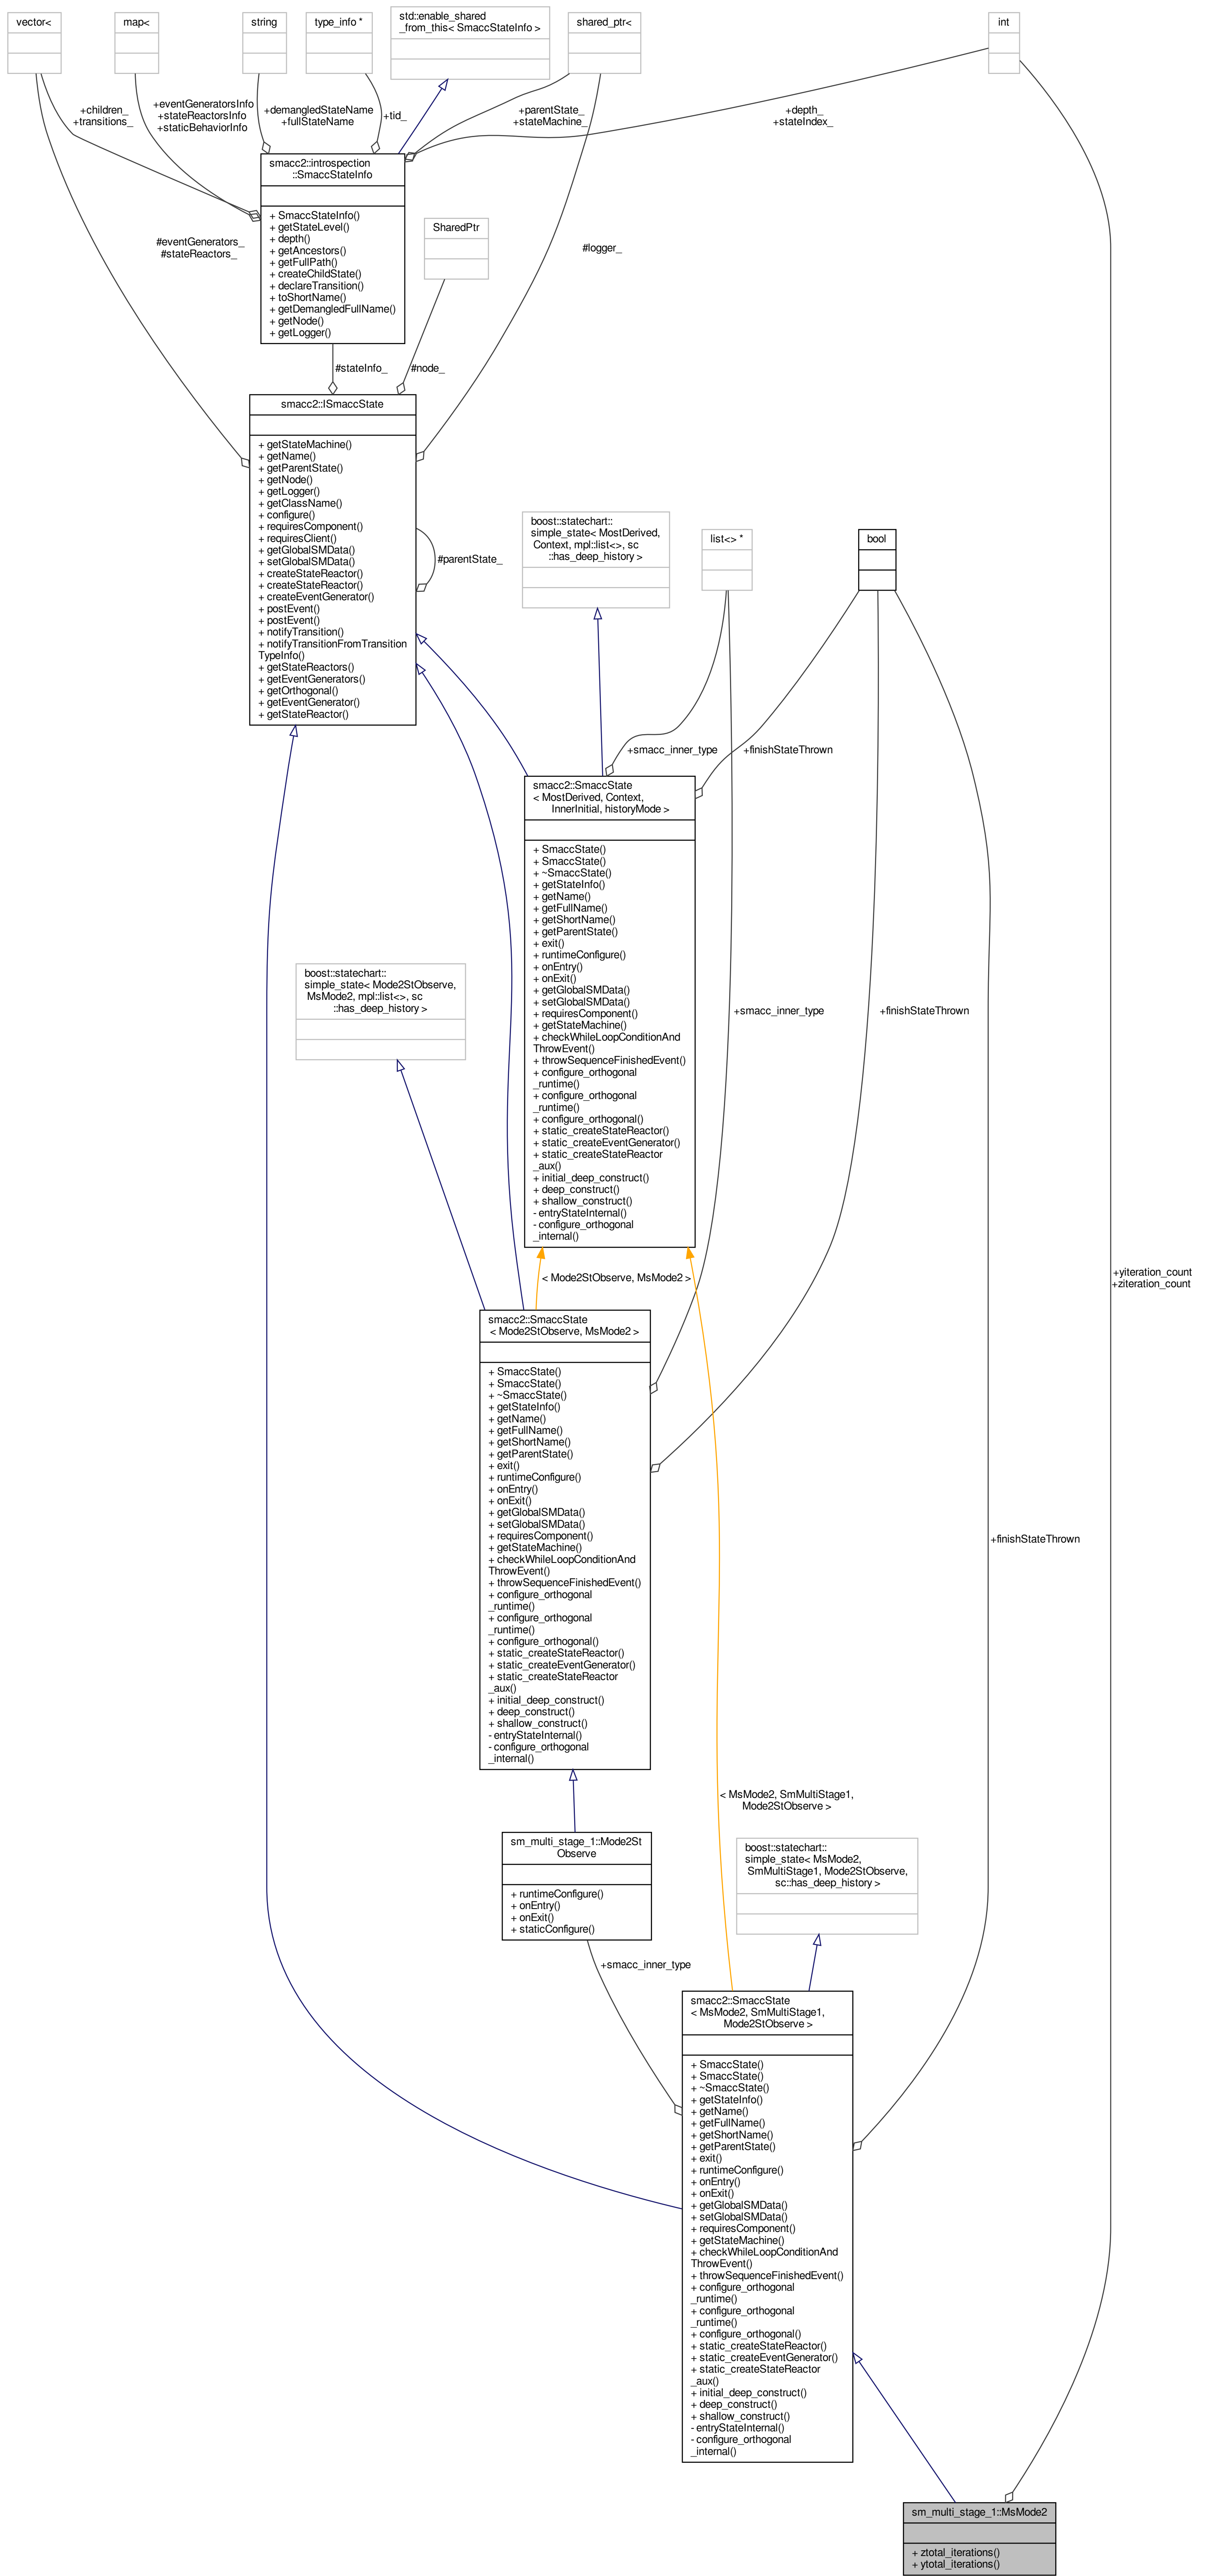 vector<
map<
string
type_info *
std::enable_shared
_from_this< SmaccStateInfo >
shared_ptr<
int
+children_
+transitions_
+eventGeneratorsInfo
+stateReactorsInfo
+staticBehaviorInfo
+demangledStateName
+fullStateName
+tid_
+parentState_
+stateMachine_
+depth_
+stateIndex_
smacc2::introspection
::SmaccStateInfo
+ SmaccStateInfo()
+ getStateLevel()
+ depth()
+ getAncestors()
+ getFullPath()
+ createChildState()
+ declareTransition()
+ toShortName()
+ getDemangledFullName()
+ getNode()
+ getLogger()
SharedPtr
#eventGenerators_
#stateReactors_
#logger_
#stateInfo_
#node_
smacc2::ISmaccState
+ getStateMachine()
+ getName()
+ getParentState()
+ getNode()
+ getLogger()
+ getClassName()
+ configure()
+ requiresComponent()
+ requiresClient()
+ getGlobalSMData()
+ setGlobalSMData()
+ createStateReactor()
+ createStateReactor()
+ createEventGenerator()
+ postEvent()
+ postEvent()
+ notifyTransition()
+ notifyTransitionFromTransition
TypeInfo()
+ getStateReactors()
+ getEventGenerators()
+ getOrthogonal()
+ getEventGenerator()
+ getStateReactor()
#parentState_
boost::statechart::
simple_state< MostDerived,
Context, mpl::list<>, sc
::has_deep_history >
list<> *
bool
+smacc_inner_type
+finishStateThrown
smacc2::SmaccState
< MostDerived, Context,
InnerInitial, historyMode >
+ SmaccState()
+ SmaccState()
+ ~SmaccState()
+ getStateInfo()
+ getName()
+ getFullName()
+ getShortName()
+ getParentState()
+ exit()
+ runtimeConfigure()
+ onEntry()
+ onExit()
+ getGlobalSMData()
+ setGlobalSMData()
+ requiresComponent()
+ getStateMachine()
+ checkWhileLoopConditionAnd
ThrowEvent()
+ throwSequenceFinishedEvent()
+ configure_orthogonal
_runtime()
+ configure_orthogonal
_runtime()
+ configure_orthogonal()
+ static_createStateReactor()
+ static_createEventGenerator()
+ static_createStateReactor
_aux()
+ initial_deep_construct()
+ deep_construct()
+ shallow_construct()
- entryStateInternal()
- configure_orthogonal
_internal()
boost::statechart::
simple_state< Mode2StObserve,
MsMode2, mpl::list<>, sc
::has_deep_history >
+smacc_inner_type
+finishStateThrown
< Mode2StObserve, MsMode2 >
+yiteration_count
+ziteration_count
smacc2::SmaccState
< Mode2StObserve, MsMode2 >
+ SmaccState()
+ SmaccState()
+ ~SmaccState()
+ getStateInfo()
+ getName()
+ getFullName()
+ getShortName()
+ getParentState()
+ exit()
+ runtimeConfigure()
+ onEntry()
+ onExit()
+ getGlobalSMData()
+ setGlobalSMData()
+ requiresComponent()
+ getStateMachine()
+ checkWhileLoopConditionAnd
ThrowEvent()
+ throwSequenceFinishedEvent()
+ configure_orthogonal
_runtime()
+ configure_orthogonal
_runtime()
+ configure_orthogonal()
+ static_createStateReactor()
+ static_createEventGenerator()
+ static_createStateReactor
_aux()
+ initial_deep_construct()
+ deep_construct()
+ shallow_construct()
- entryStateInternal()
- configure_orthogonal
_internal()
+finishStateThrown
< MsMode2, SmMultiStage1,
Mode2StObserve >
sm_multi_stage_1::Mode2St
Observe
+ runtimeConfigure()
+ onEntry()
+ onExit()
+ staticConfigure()
boost::statechart::
simple_state< MsMode2,
SmMultiStage1, Mode2StObserve,
sc::has_deep_history >
+smacc_inner_type
smacc2::SmaccState
< MsMode2, SmMultiStage1,
Mode2StObserve >
+ SmaccState()
+ SmaccState()
+ ~SmaccState()
+ getStateInfo()
+ getName()
+ getFullName()
+ getShortName()
+ getParentState()
+ exit()
+ runtimeConfigure()
+ onEntry()
+ onExit()
+ getGlobalSMData()
+ setGlobalSMData()
+ requiresComponent()
+ getStateMachine()
+ checkWhileLoopConditionAnd
ThrowEvent()
+ throwSequenceFinishedEvent()
+ configure_orthogonal
_runtime()
+ configure_orthogonal
_runtime()
+ configure_orthogonal()
+ static_createStateReactor()
+ static_createEventGenerator()
+ static_createStateReactor
_aux()
+ initial_deep_construct()
+ deep_construct()
+ shallow_construct()
- entryStateInternal()
- configure_orthogonal
_internal()
sm_multi_stage_1::MsMode2
+ ztotal_iterations()
+ ytotal_iterations()